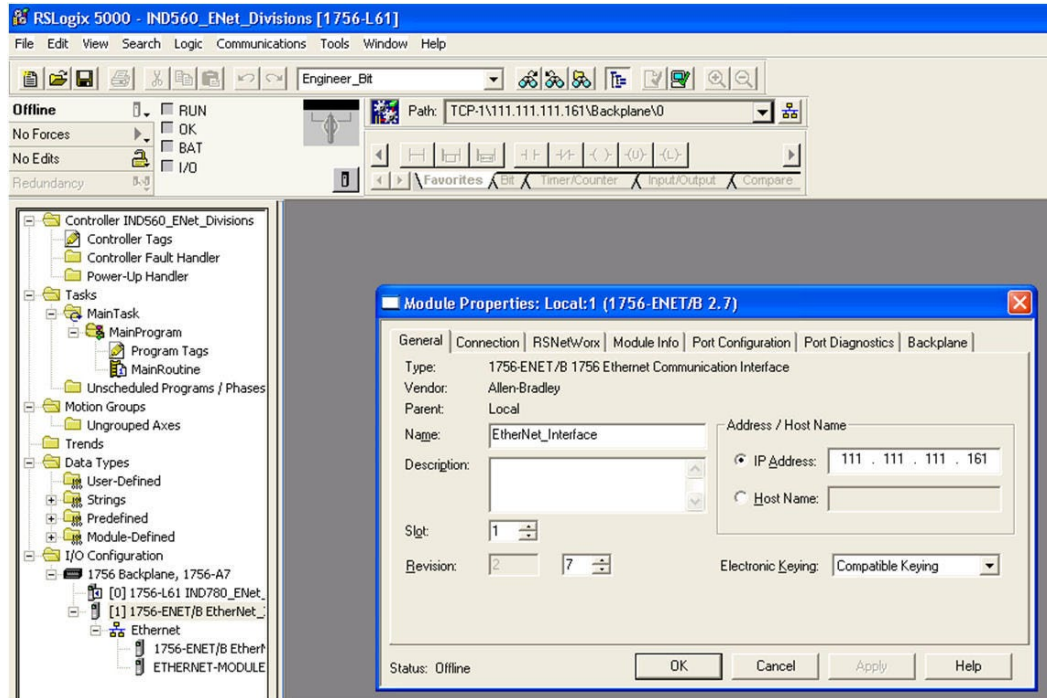 RSLogix 5000 - IND560_ENet_Divisions [1756-L61]
File Edit View Search Logic Communications Tools Window Help
Engineer_Bit
Offline
RUN
No Forces
OK
No Edits
BAT
Redundancy
I/O
Path: TCP-1\111.111.111.161\Backplane\0
Favorites Bit Timer/Counter Input/Output Compare
Controller IND560_ENet_Divisions
Controller Tags
Controller Fault Handler
Power-Up Handler
Tasks
MainTask
MainProgram
Program Tags
MainRoutine
Unscheduled Programs / Phases
Motion Groups
Ungrouped Axes
Trends
Data Types
User-Defined
Strings
Predefined
Module-Defined
I/O Configuration
1756 Backplane, 1756-A7
[0] 1756-L61 IND780_ENet_
[1] 1756-ENET/B EtherNet_
Ethernet
1756-ENET/B EtherN
ETHERNET-MODULE
Module Properties: Local:1 (1756-ENET/B 2.7)
General Connection RSNetWorx Module Info Port Configuration Port Diagnostics Backplane
Type: 1756-ENET/B 1756 Ethernet Communication Interface
Vendor: Allen-Bradley
Parent: Local
Name: EtherNet_Interface
Description:
Slot: 1
Revision: 2 7
Address / Host Name
IP Address: 111 . 111 . 111 . 161
Host Name:
Electronic Keying: Compatible Keying
Status: Offline
OK Cancel Apply Help